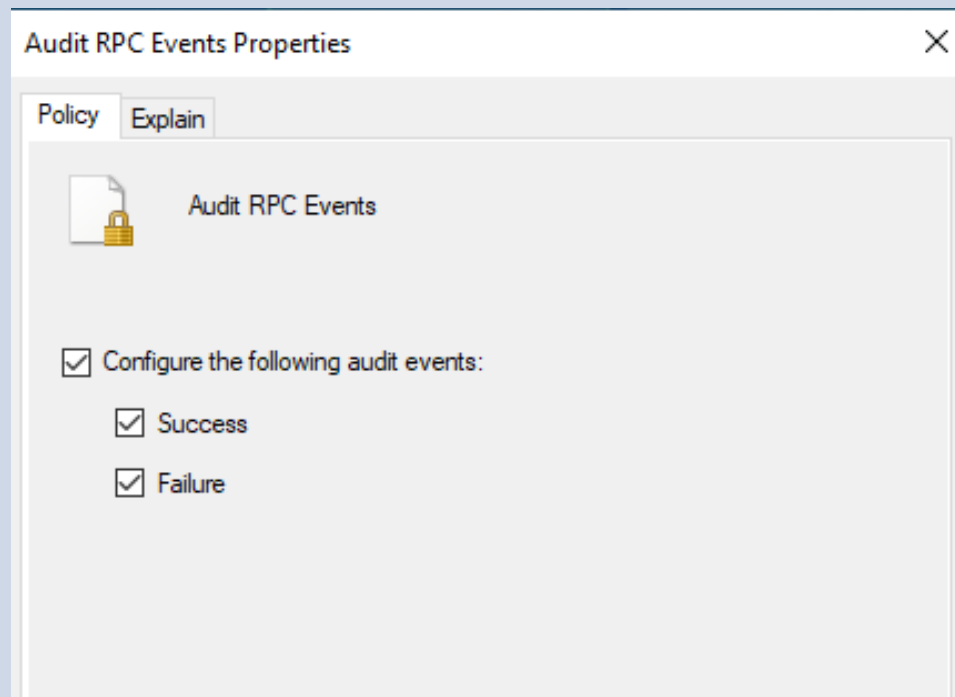 Audit RPC Events Properties
Policy
Explain
Audit RPC Events
Configure the following audit events:
Success
Failure